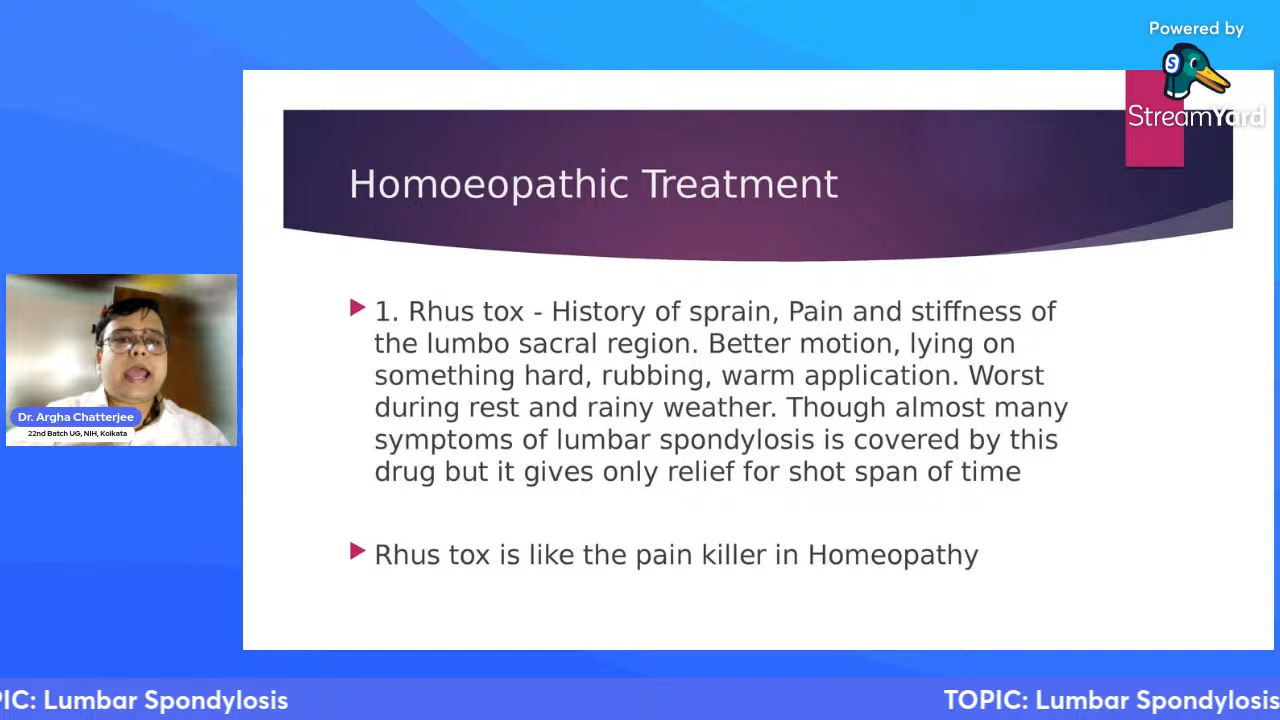 Powered by
StreamYard
Homoeopathic Treatment
1. Rhus tox - History of sprain, Pain and stiffness of
the lumbo sacral region. Better motion, lying on
something hard, rubbing, warm application. Worst
during rest and rainy weather. Though almost many
symptoms of lumbar spondylosis is covered by this
drug but it gives only relief for shot span of time
Rhus tox is like the pain killer in Homeopathy
Dr. Argha Chatterjee
22nd Batch UG, NIH, Kolkata
PIC: Lumbar Spondylosis
TOPIC: Lumbar Spondylosis